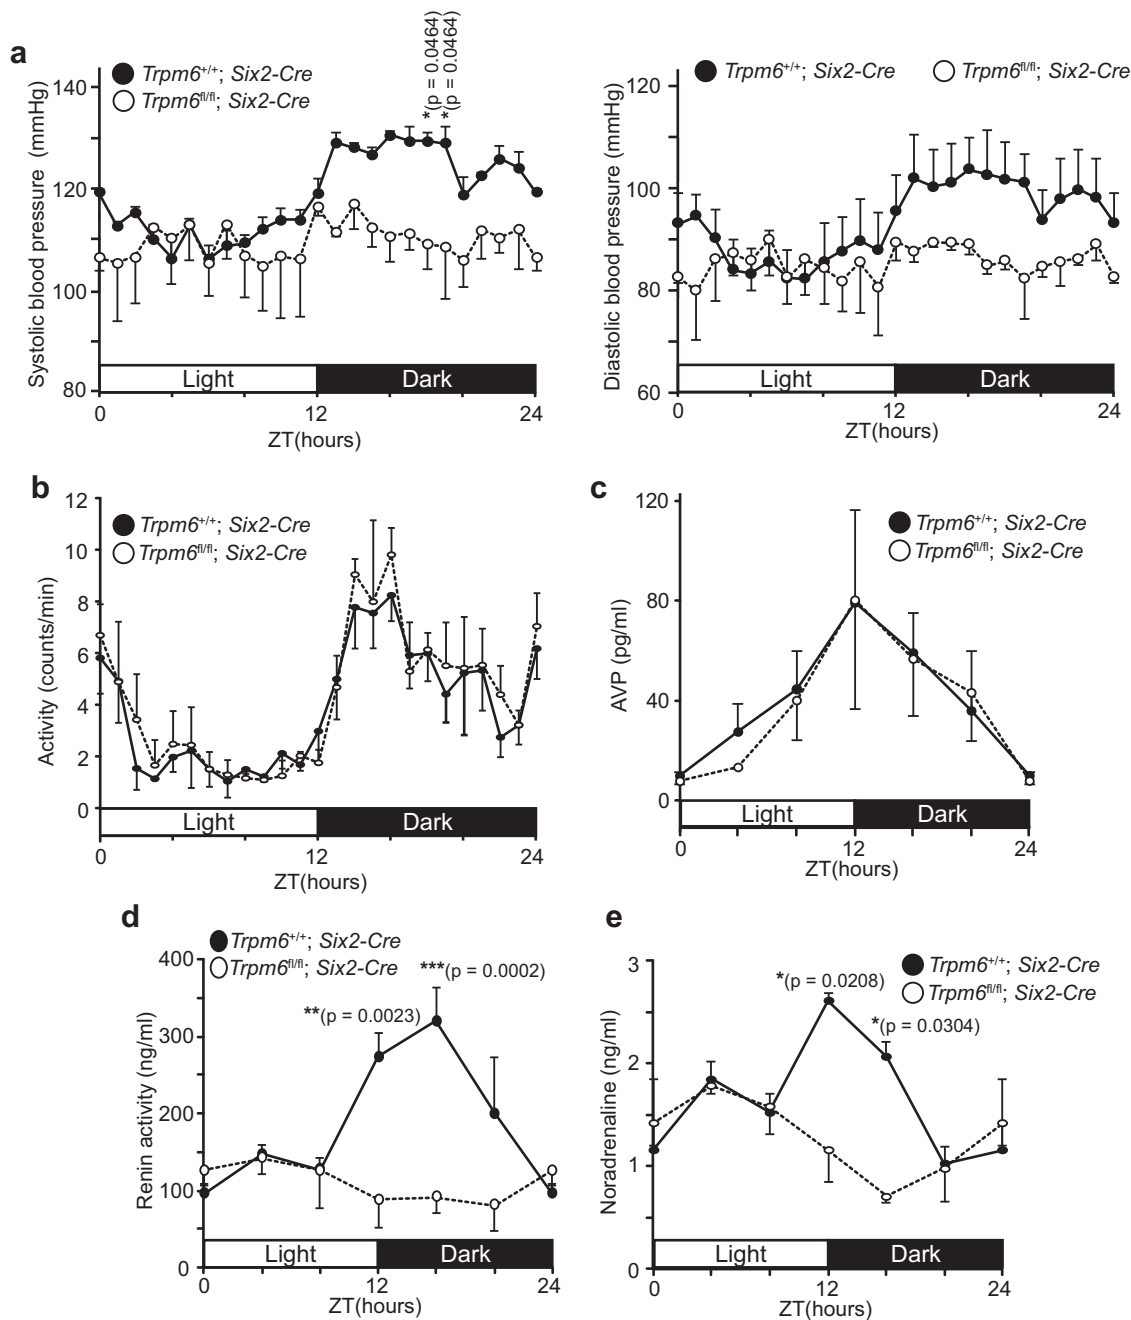 a
Systolic blood pressure (mmHg)
Trpm6+/+; Six2-Cre
Trpm6fl/fl; Six2-Cre
*(p = 0.0464)
*(p = 0.0464)
140
120
100
80
Light
Dark
0
12
24
ZT(hours)
Diastolic blood pressure (mmHg)
Trpm6+/+; Six2-Cre
Trpm6fl/fl; Six2-Cre
120
100
80
60
Light
Dark
0
12
24
ZT(hours)
b
Activity (counts/min)
Trpm6+/+; Six2-Cre
Trpm6fl/fl; Six2-Cre
12
10
8
6
4
2
0
Light
Dark
0
12
24
ZT(hours)
c
AVP (pg/ml)
Trpm6+/+; Six2-Cre
Trpm6fl/fl; Six2-Cre
120
80
40
0
Light
Dark
0
12
24
ZT(hours)
d
Renin activity (ng/ml)
Trpm6+/+; Six2-Cre
Trpm6fl/fl; Six2-Cre
***(p = 0.0002)
**(p = 0.0023)
400
300
200
100
0
Light
Dark
0
12
24
ZT(hours)
e
Noradrenaline (ng/ml)
Trpm6+/+; Six2-Cre
Trpm6fl/fl; Six2-Cre
*(p = 0.0208)
*(p = 0.0304)
3
2
1
0
Light
Dark
0
12
24
ZT(hours)